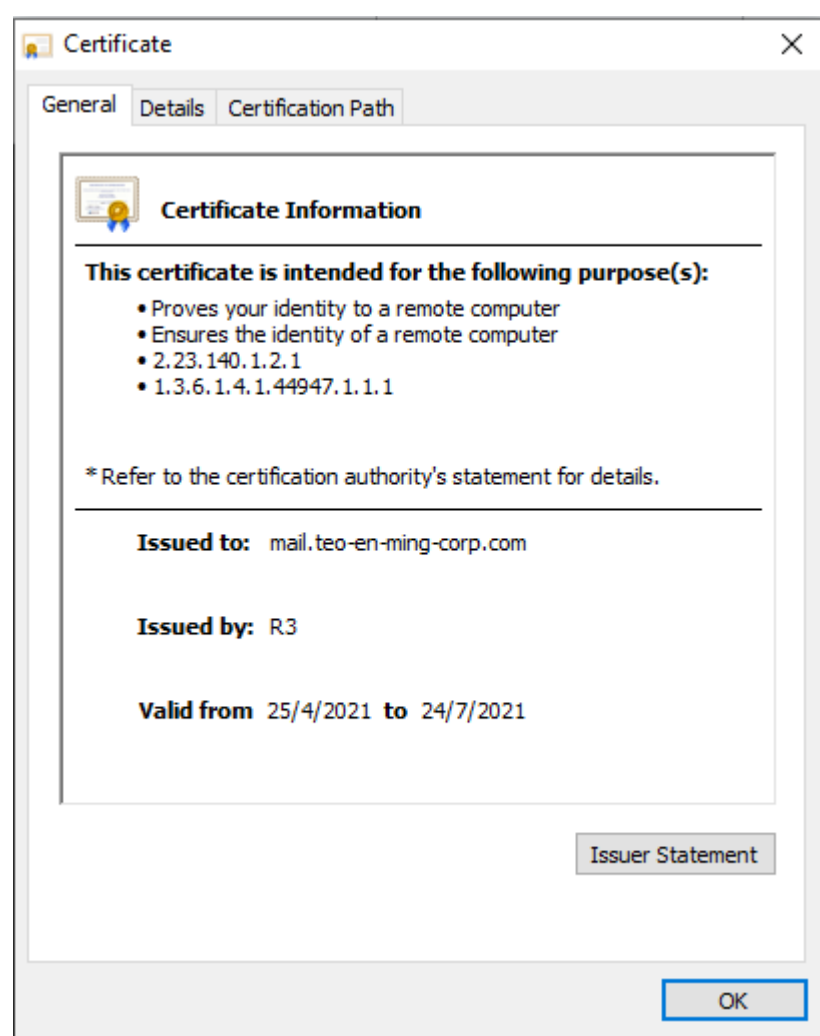 Certificate
General Details Certification Path
Certificate Information
This certificate is intended for the following purpose(s):
• Proves your identity to a remote computer
• Ensures the identity of a remote computer
• 2.23.140.1.2.1
• 1.3.6.1.4.1.44947.1.1.1
* Refer to the certification authority's statement for details.
Issued to: mail.teo-en-ming-corp.com
Issued by: R3
Valid from 25/4/2021 to 24/7/2021
Issuer Statement
OK